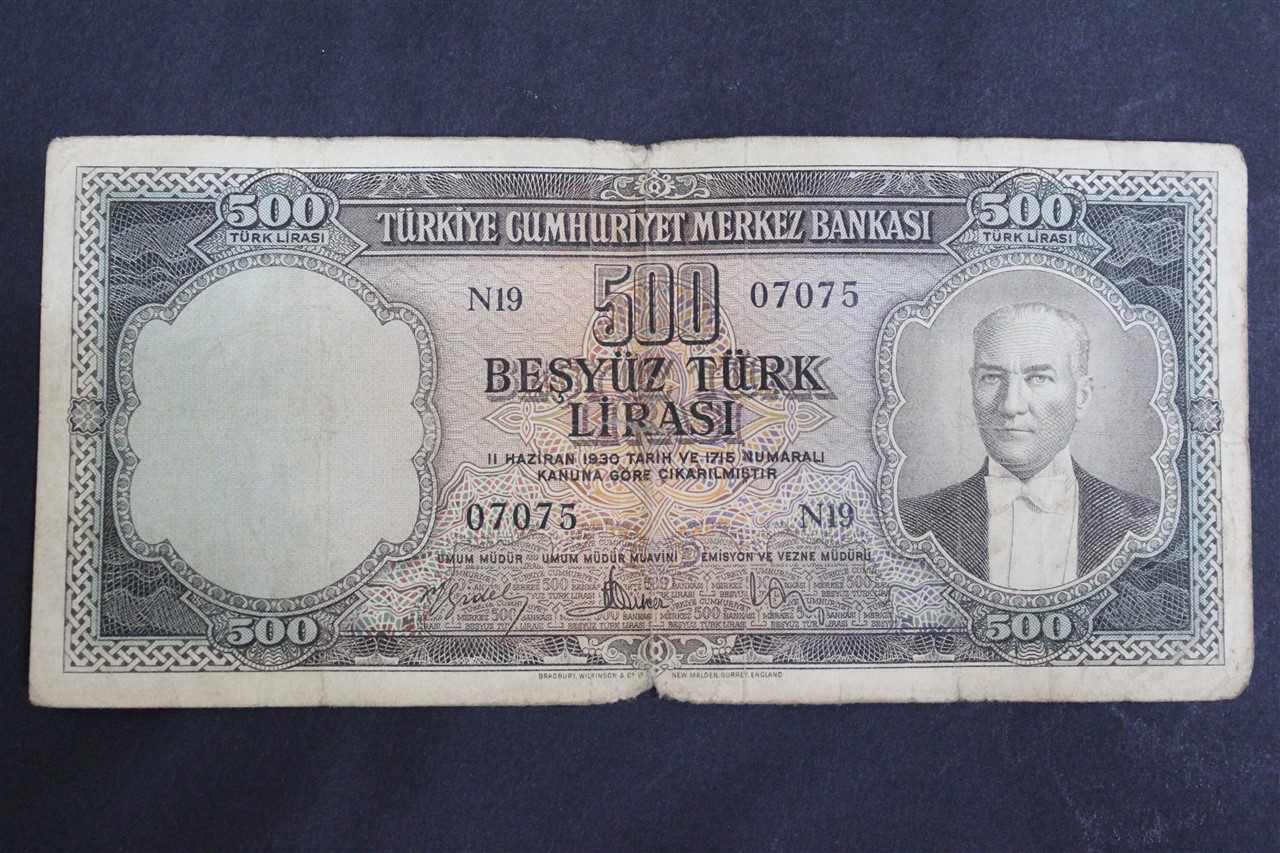 500 TÜRKİYE CUMHURİYET MERKEZ BANKASI 500
TÜRK LİRASI TÜRK LİRASI
N19 500 07075
BEŞYÜZ TÜRK
LİRASI
11 HAZİRAN 1930 TARİH VE 1715 NUMARALI
KANUNA GÖRE ÇIKARILMIŞTIR
07075 N19
UMUM MÜDÜR UMUM MÜDÜR MUAVİNİ EMİSYON VE VEZNE MÜDÜRÜ
500 500
BRADBURY, WILKINSON & Cº NEW MALDEN, SURREY, ENGLAND